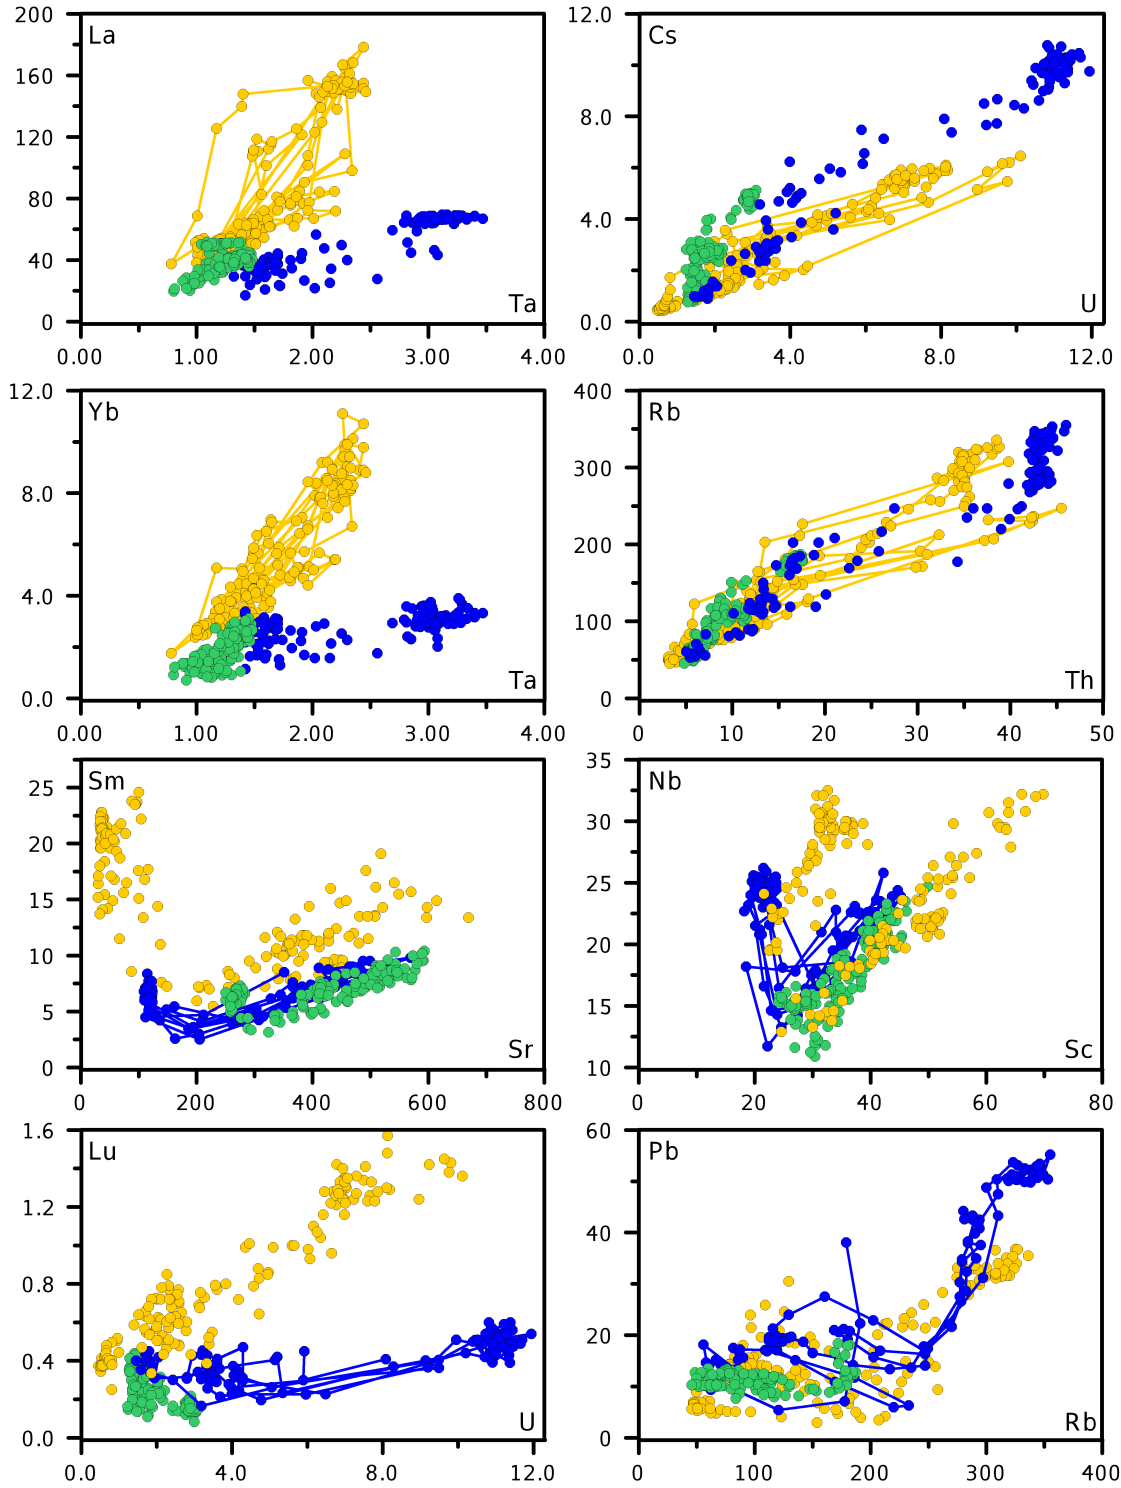 200 La
160
120
80
40
0 Ta
0.00 1.00 2.00 3.00 4.00
12.0 Cs
8.0
4.0
0.0 U
0.0 4.0 8.0 12.0
12.0 Yb
8.0
4.0
0.0 Ta
0.00 1.00 2.00 3.00 4.00
400 Rb
300
200
100
0 Th
0 10 20 30 40 50
Sm
25
20
15
10
5
0 Sr
0 200 400 600 800
35 Nb
30
25
20
15
10 Sc
0 20 40 60 80
1.6 Lu
1.2
0.8
0.4
0.0 U
0.0 4.0 8.0 12.0
60 Pb
40
20
0 Rb
0 100 200 300 400